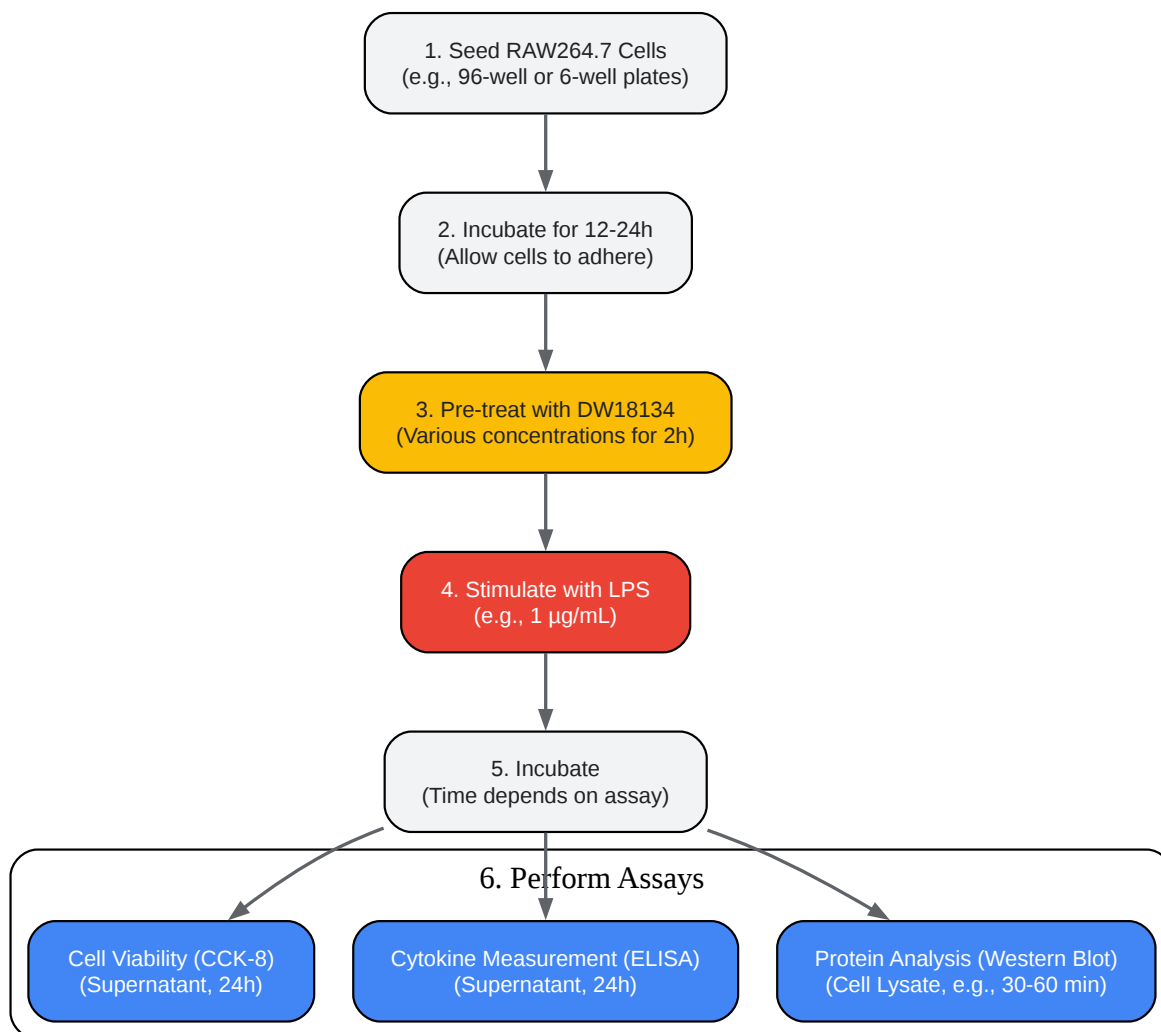 1. Seed RAW264.7 Cells
(e.g., 96-well or 6-well plates)
2. Incubate for 12-24h
(Allow cells to adhere)
3. Pre-treat with DW18134
(Various concentrations for 2h)
4. Stimulate with LPS
(e.g., 1 µg/mL)
5. Incubate
(Time depends on assay)
6. Perform Assays
Cell Viability (CCK-8)
(Supernatant, 24h)
Cytokine Measurement (ELISA)
(Supernatant, 24h)
Protein Analysis (Western Blot)
(Cell Lysate, e.g., 30-60 min)